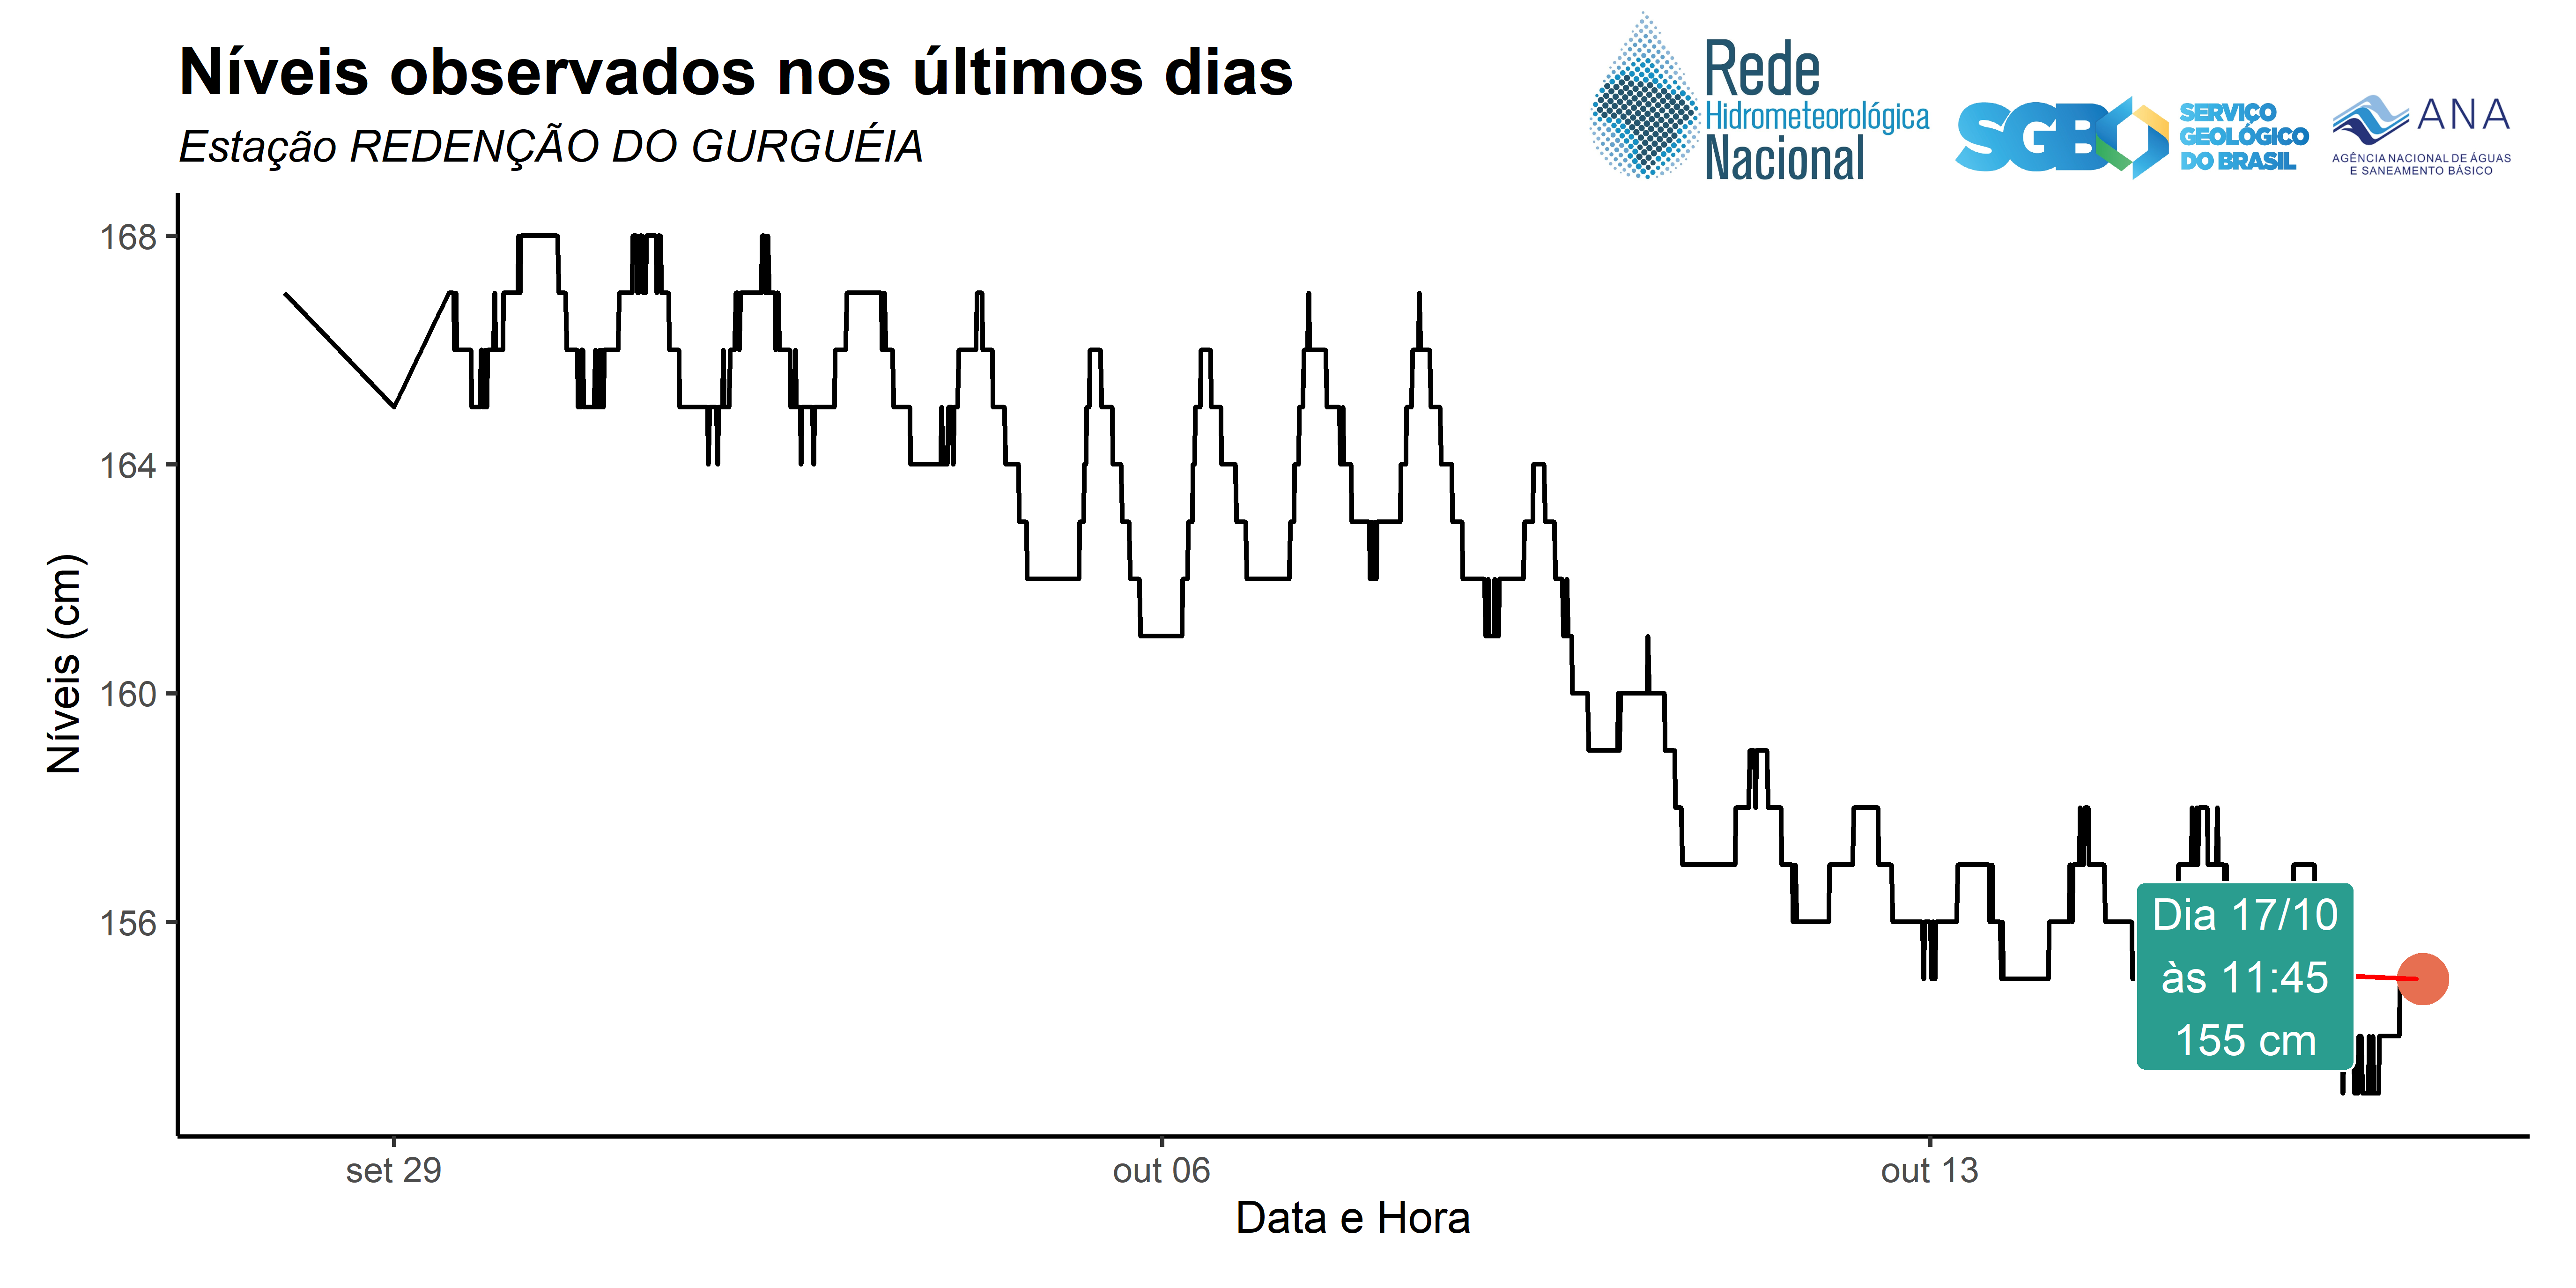 Níveis observados nos últimos dias
Estação REDENÇÃO DO GURGUÉIA
Rede
Hidrometeorológica
Nacional
SGB
SERVIÇO
GEOLÓGICO
DO BRASIL
ANA
AGÊNCIA NACIONAL DE ÁGUAS
E SANEAMENTO BÁSICO
168
164
160
156
Níveis (cm)
Dia 17/10
às 11:45
155 cm
set 29
out 06
out 13
Data e Hora